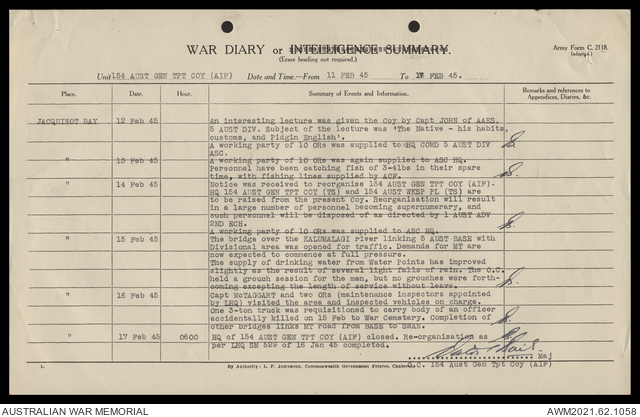 WAR DIARY or INTELLIGENCE SUMMARY.
(Erase heading not required.)
Army Form C. 2118.
(adapted.)
Unit 154 AUST GEN TPT COY (AIF) Date and Time.—From 11 FEB 45 To 17 FEB 45.
Place. Date. Hour. Summary of Events and Information. Remarks and references to Appendices, Diaries, &c.
JACQUINOT BAY 12 Feb 45 An interesting lecture was given the Coy by Capt JOHN of AAES.
5 AUST DIV. Subject of the lecture was 'The Native - his habits,
customs, and Pidgin English'.
A working party of 10 ORs was supplied to HQ COMD 5 AUST DIV
ASC.
" 13 Feb 45 A working party of 10 ORs was again supplied to ASC HQ.
Personnel have been catching fish of 3-4lbs in their spare
time, with fishing lines supplied by ACF.
" 14 Feb 45 Notice was received to reorganise 154 AUST GEN TPT COY (AIF).
HQ 154 AUST GEN TPT COY (TS) and 154 AUST WKSP PL (TS) are
to be raised from the present Coy. Reorganisation will result
in a large number of personnel becoming supernumerary, and
such personnel will be disposed of as directed by 1 AUST ADV
2ND ECH.
A working party of 10 ORs was supplied to ASC HQ.
" 15 Feb 45 The bridge over the KALUMALAGI river linking 5 AUST BASE with
Divisional area was opened for traffic. Demands for MT are
now expected to commence at full pressure.
The supply of drinking water from Water Points has improved
slightly as the result of several light falls of rain. The O.C.
held a grouch session for the men, but no grouches were forth-
coming excepting the length of service without leave.
" 16 Feb 45 Capt McTAGGART and two ORs (maintenance inspectors appointed
by LHQ) visited the area and inspected vehicles on charge.
One 3-ton truck was requisitioned to carry body of an officer
accidentally killed on 15 Feb to War Cemetery. Completion of
other bridges links MT road from BASE to SWAN.
" 17 Feb 45 0600 HQ of 154 AUST GEN TPT COY (AIF) closed. Re-organisation as
per LHQ SM 529 of 15 Jan 45 completed.
Maj
O.C. 154 Aust Gen Tpt Coy (AIF)
By Authority: L. F. Johnston, Commonwealth Government Printer, Canberra.
AUSTRALIAN WAR MEMORIAL
AWM2021.62.1058